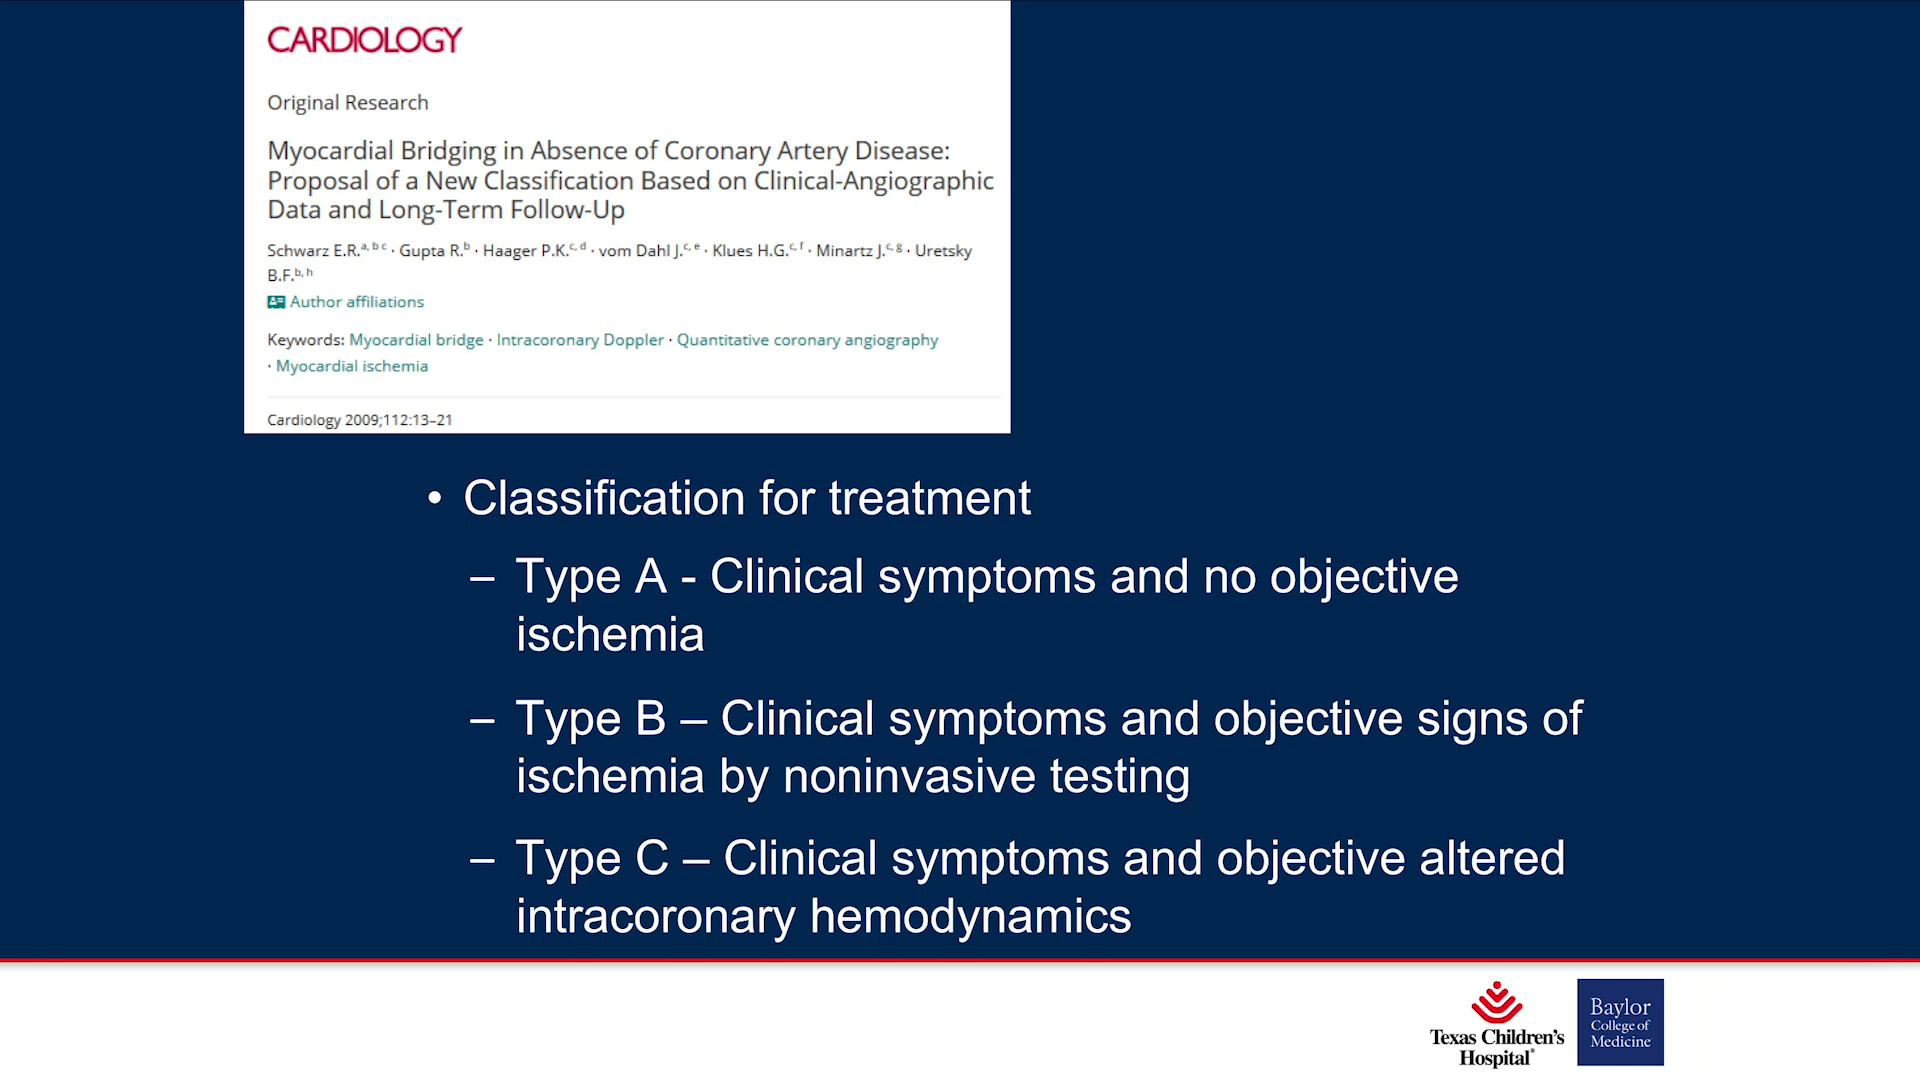 CARDIOLOGY
Original Research
Myocardial Bridging in Absence of Coronary Artery Disease:
Proposal of a New Classification Based on Clinical-Angiographic
Data and Long-Term Follow-Up
Schwarz E.R.a, b c · Gupta R.b · Haager P.K.c, d · vom Dahl J.c, e · Klues H.G.c, f · Minartz J.c, g · Uretsky
B.F.b, h
Author affiliations
Keywords: Myocardial bridge · Intracoronary Doppler · Quantitative coronary angiography
· Myocardial ischemia
Cardiology 2009;112:13–21
• Classification for treatment
– Type A - Clinical symptoms and no objective
ischemia
– Type B – Clinical symptoms and objective signs of
ischemia by noninvasive testing
– Type C – Clinical symptoms and objective altered
intracoronary hemodynamics
Texas Children's
Hospital®
Baylor
College of
Medicine